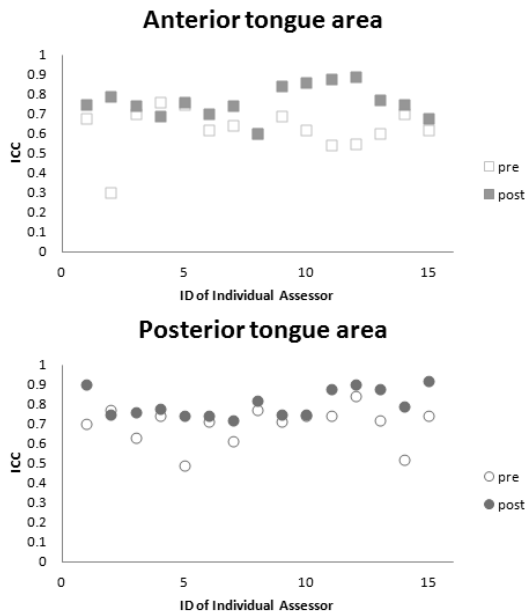 Anterior tongue area
1
0.9
0.8
0.7
0.6
0.5
0.4
0.3
0.2
0.1
0
ICC
0 5 10 15
ID of Individual Assessor
pre
post
Posterior tongue area
1
0.9
0.8
0.7
0.6
0.5
0.4
0.3
0.2
0.1
0
ICC
0 5 10 15
ID of Individual Assessor
pre
post